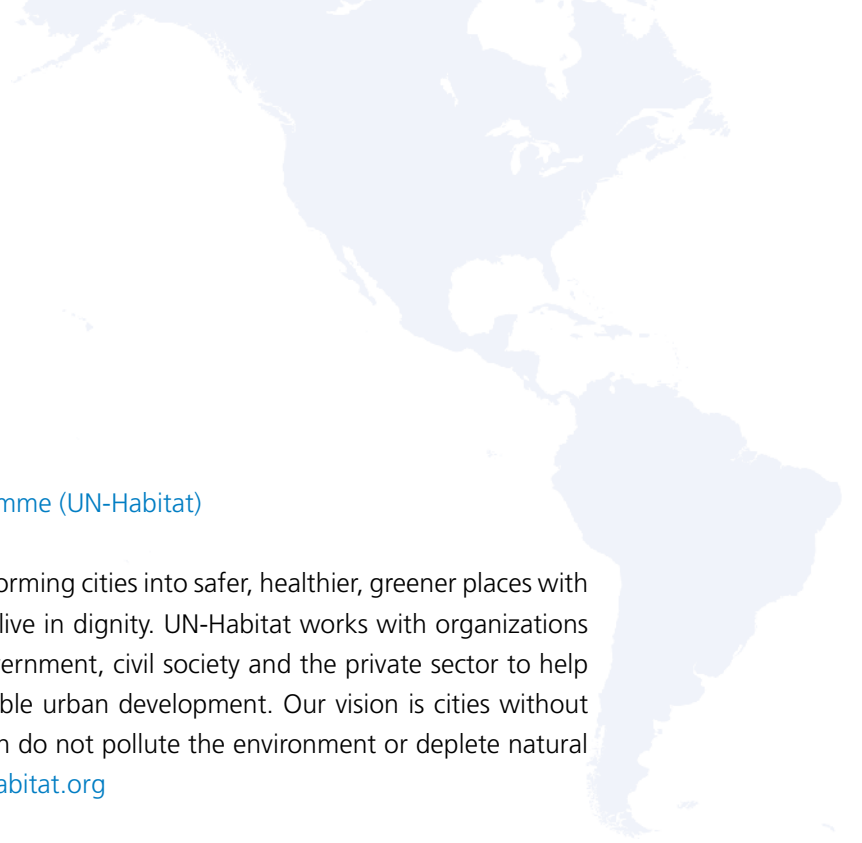 mme (UN-Habitat)
orming cities into safer, healthier, greener places with
live in dignity. UN-Habitat works with organizations
vernment, civil society and the private sector to help
ble urban development. Our vision is cities without
do not pollute the environment or deplete natural
abitat.org